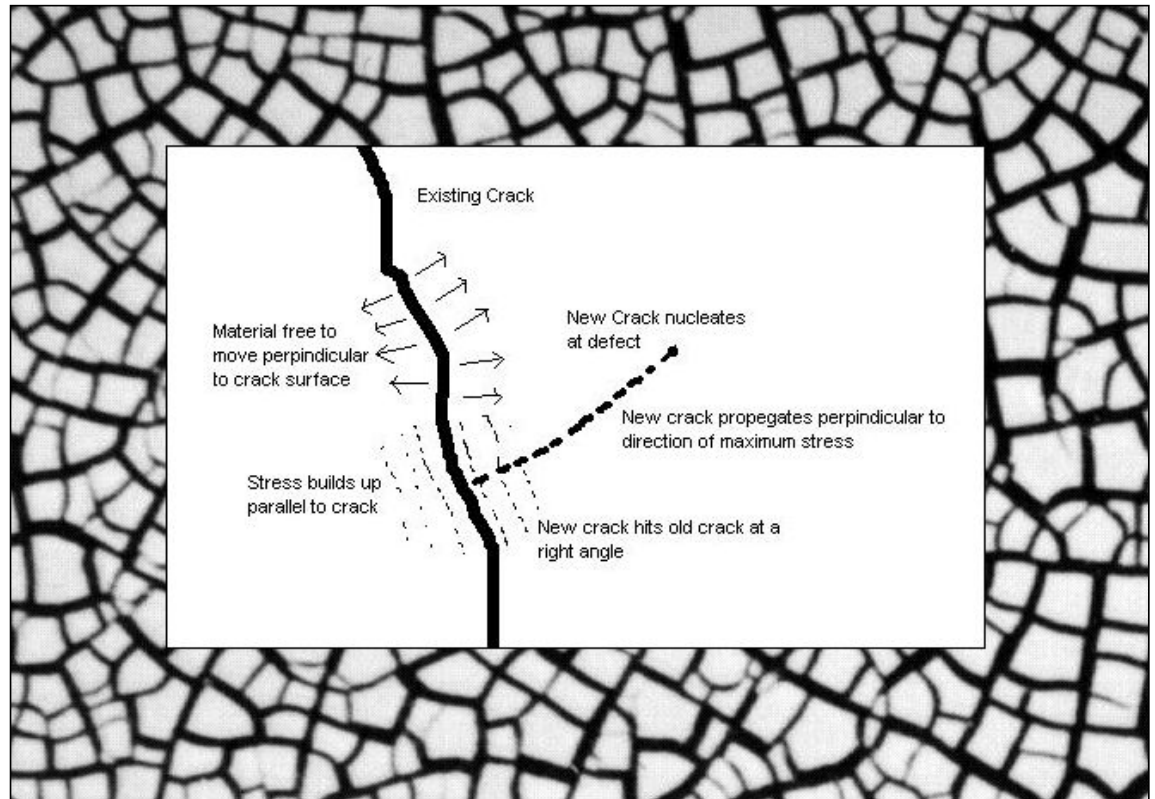 Existing Crack
Material free to
move perpindicular
to crack surface
New Crack nucleates
at defect
New crack propegates perpindicular to
direction of maximum stress
Stress builds up
parallel to crack
New crack hits old crack at a
right angle